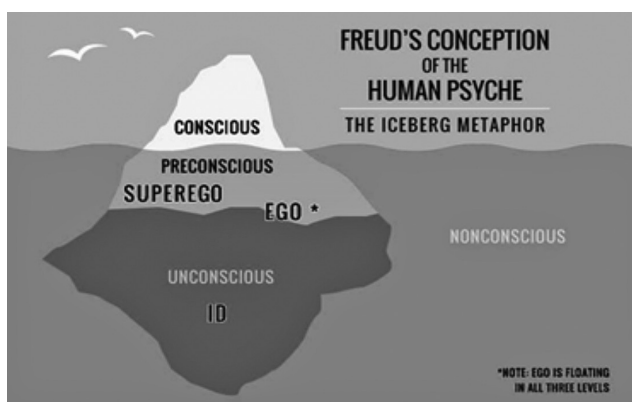 FREUD'S CONCEPTION
OF THE
HUMAN PSYCHE
THE ICEBERG METAPHOR
CONSCIOUS
PRECONSCIOUS
SUPEREGO
EGO *
NONCONSCIOUS
UNCONSCIOUS
ID
*NOTE: EGO IS FLOATING
IN ALL THREE LEVELS